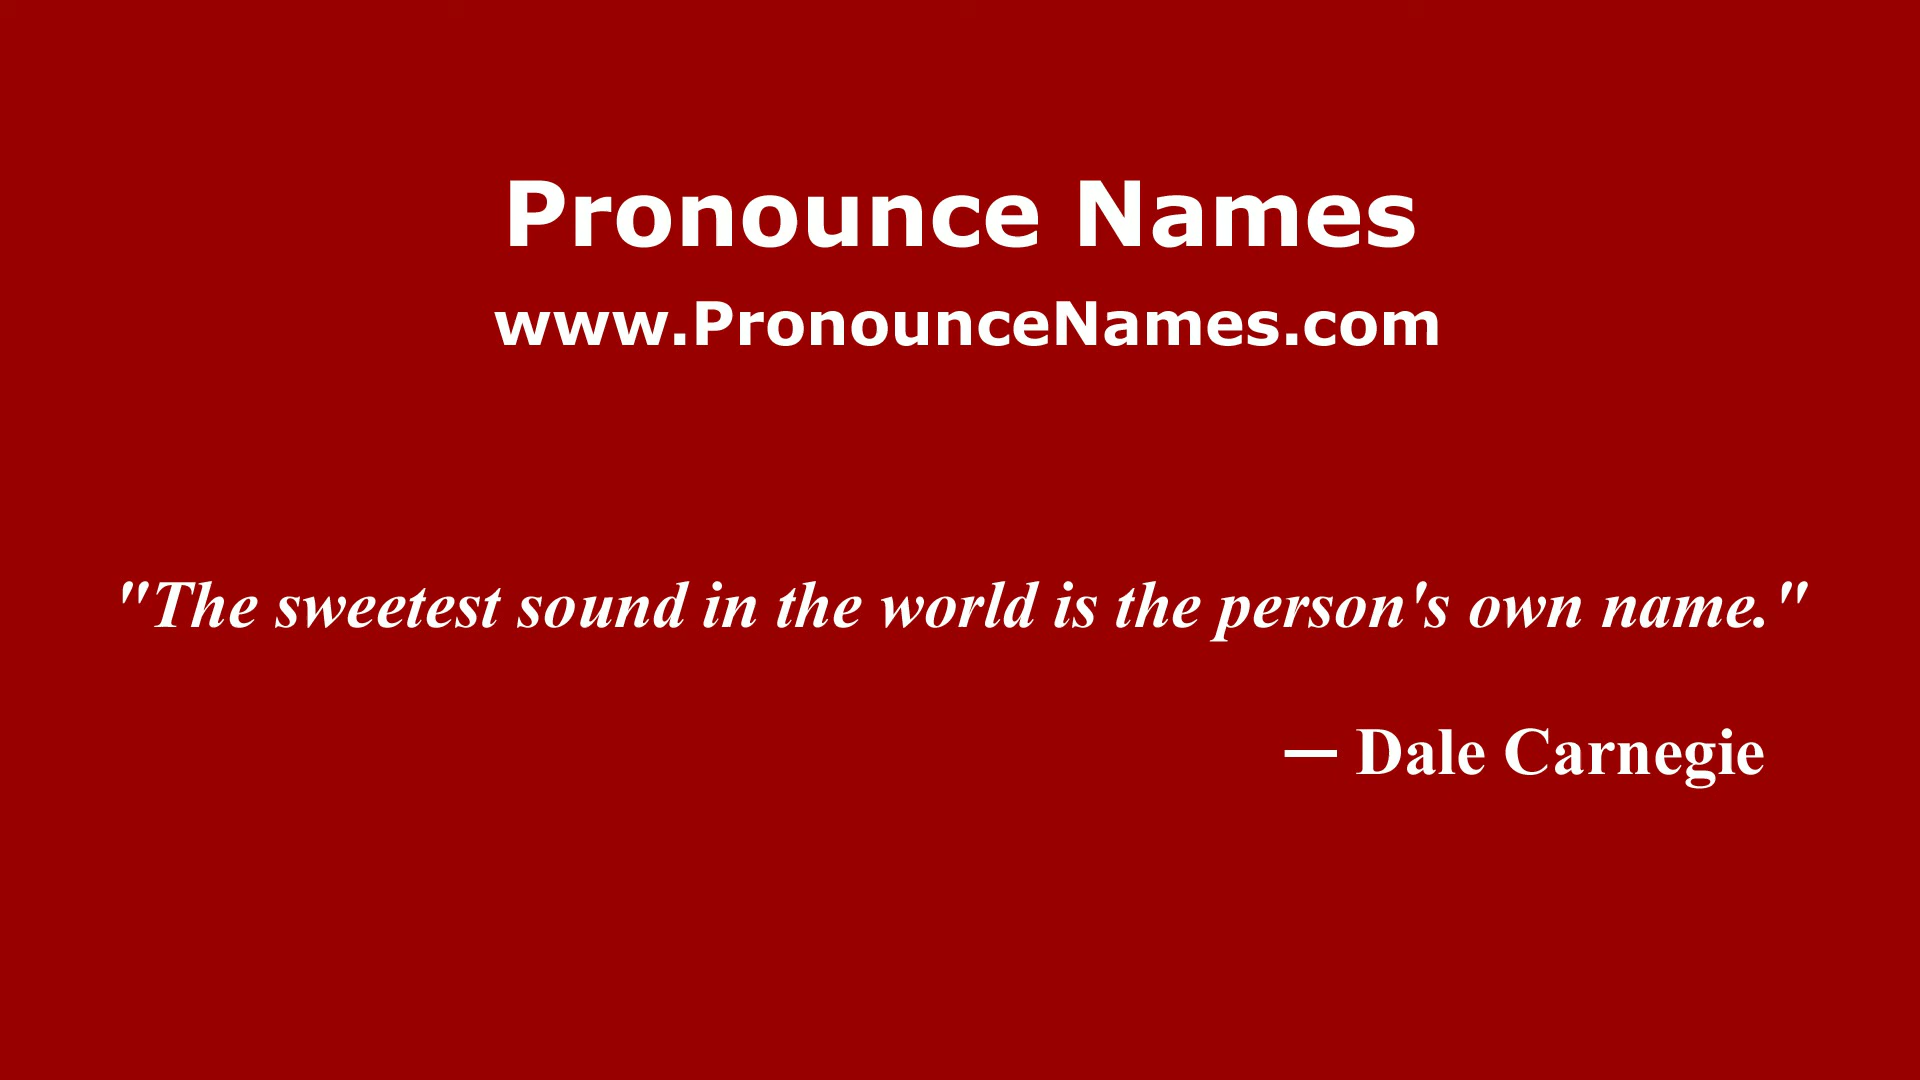 Pronounce Names
www.PronounceNames.com
"The sweetest sound in the world is the person's own name."
— Dale Carnegie